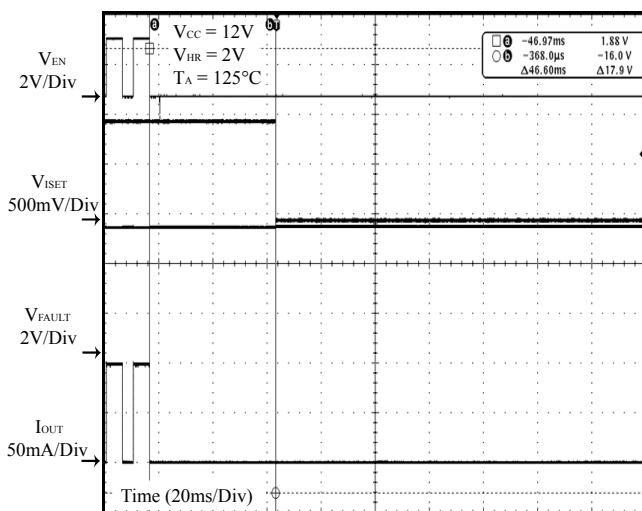 a
b T
VCC = 12V
VHR = 2V
TA = 125°C
a -46.97ms 1.88 V
b -368.0µs -16.0 V
Δ46.60ms Δ17.9 V
VEN
2V/Div
VISET
500mV/Div
VFAULT
2V/Div
IOUT
50mA/Div
Time (20ms/Div)